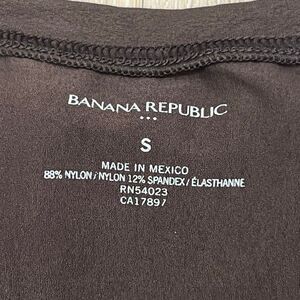 BANANA REPUBLIC
S
MADE IN MEXICO
88% NYLON/NYLON 12% SPANDEX/ÉLASTHANNE
RN54023
CA17897